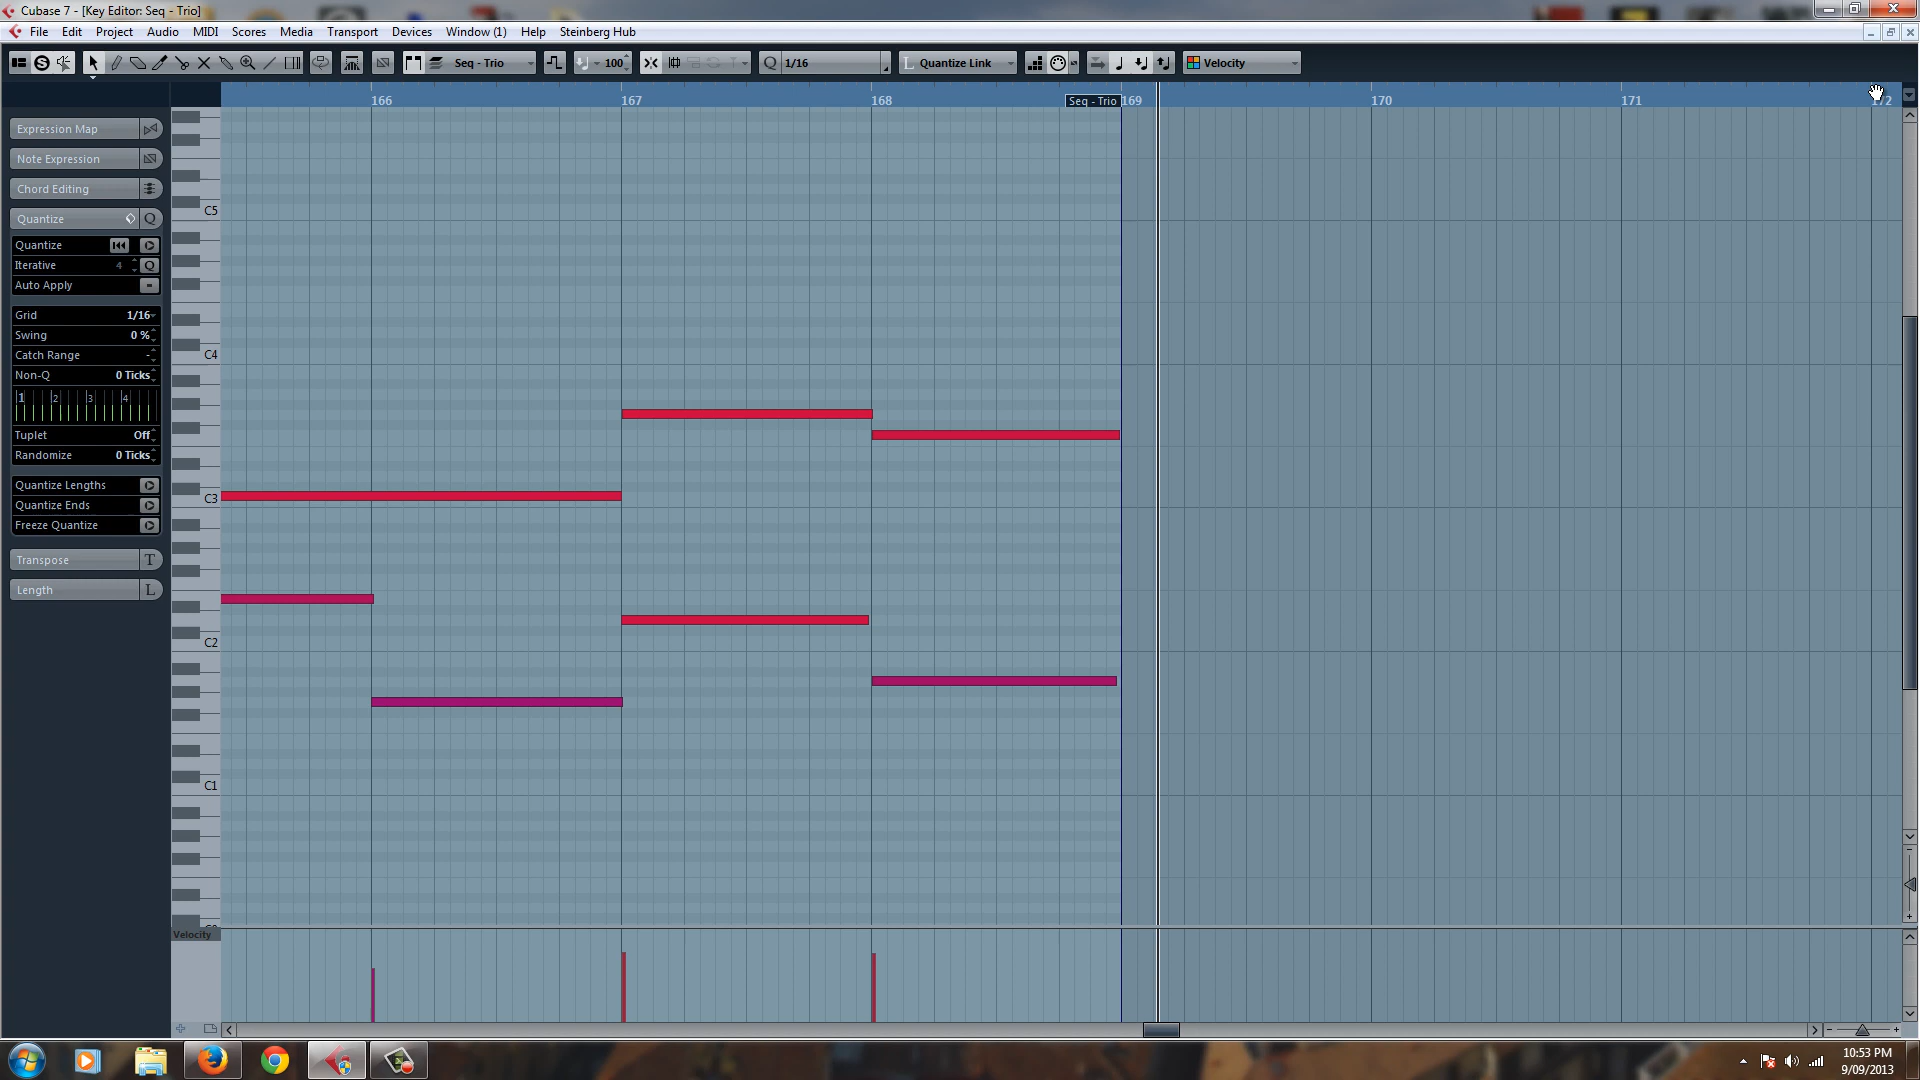 Cubase 7 - [Key Editor: Seq - Trio]
File Edit Project Audio MIDI Scores Media Transport Devices Window (1) Help Steinberg Hub
Seq - Trio 100 Q 1/16 L Quantize Link Velocity
166 167 168 Seq - Trio 169 170 171
Expression Map
Note Expression
Chord Editing
Quantize Q
Quantize
Iterative 4 Q
Auto Apply
Grid 1/16
Swing 0 %
Catch Range -
Non-Q 0 Ticks
1 2 3 4
Tuplet Off
Randomize 0 Ticks
Quantize Lengths
Quantize Ends
Freeze Quantize
Transpose T
Length L
C5
C4
C3
C2
C1
Velocity
10:53 PM
9/09/2013